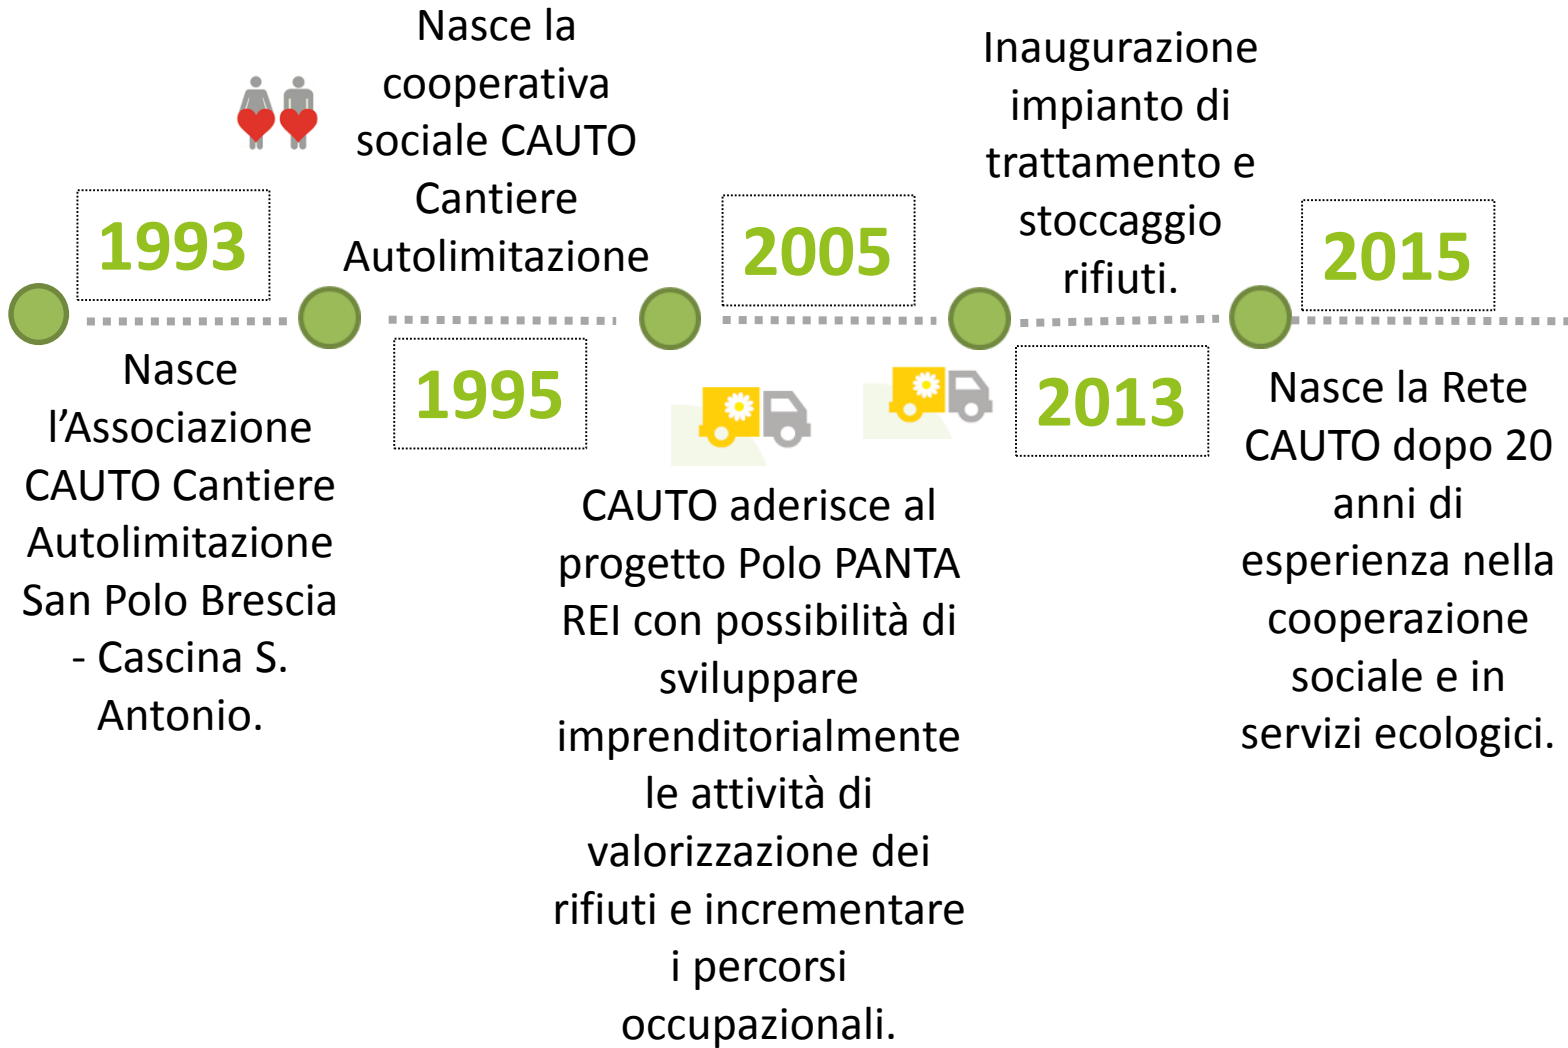 1993
Nasce
l’Associazione
CAUTO Cantiere
Autolimitazione
San Polo Brescia
- Cascina S.
Antonio.
Nasce la
cooperativa
sociale CAUTO
Cantiere
Autolimitazione
1995
2005
CAUTO aderisce al
progetto Polo PANTA
REI con possibilità di
sviluppare
imprenditorialmente
le attività di
valorizzazione dei
rifiuti e incrementare
i percorsi
occupazionali.
Inaugurazione
impianto di
trattamento e
stoccaggio
rifiuti.
2013
2015
Nasce la Rete
CAUTO dopo 20
anni di
esperienza nella
cooperazione
sociale e in
servizi ecologici.